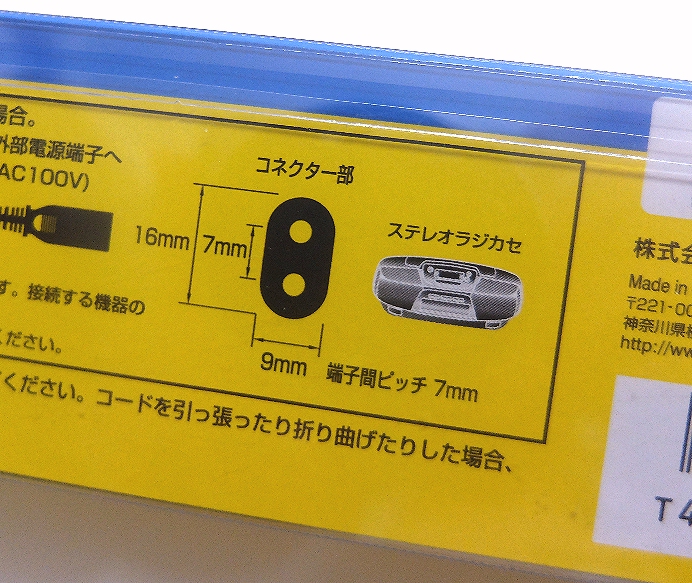 場合。
外部電源端子へ
AC100V)
コネクター部
16mm
7mm
9mm
端子間ピッチ 7mm
ステレオラジカセ
す。接続する機器の
ください。
ください。コードを引っ張ったり折り曲げたりした場合、
株式
Made in
〒221-00
神奈川県
http://ww
T4